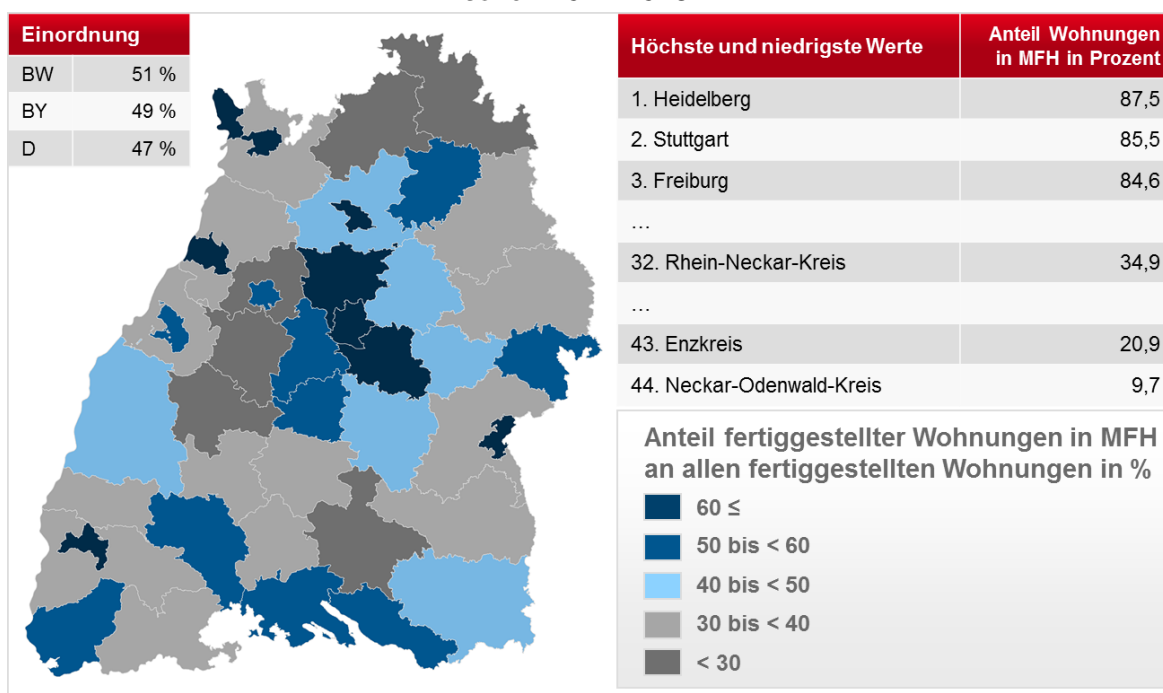 Einordnung
BW 51 %
BY 49 %
D 47 %
Höchste und niedrigste Werte Anteil Wohnungen in MFH in Prozent
1. Heidelberg 87,5
2. Stuttgart 85,5
3. Freiburg 84,6
…
32. Rhein-Neckar-Kreis 34,9
…
43. Enzkreis 20,9
44. Neckar-Odenwald-Kreis 9,7
Anteil fertiggestellter Wohnungen in MFH
an allen fertiggestellten Wohnungen in %
60 ≤
50 bis < 60
40 bis < 50
30 bis < 40
< 30